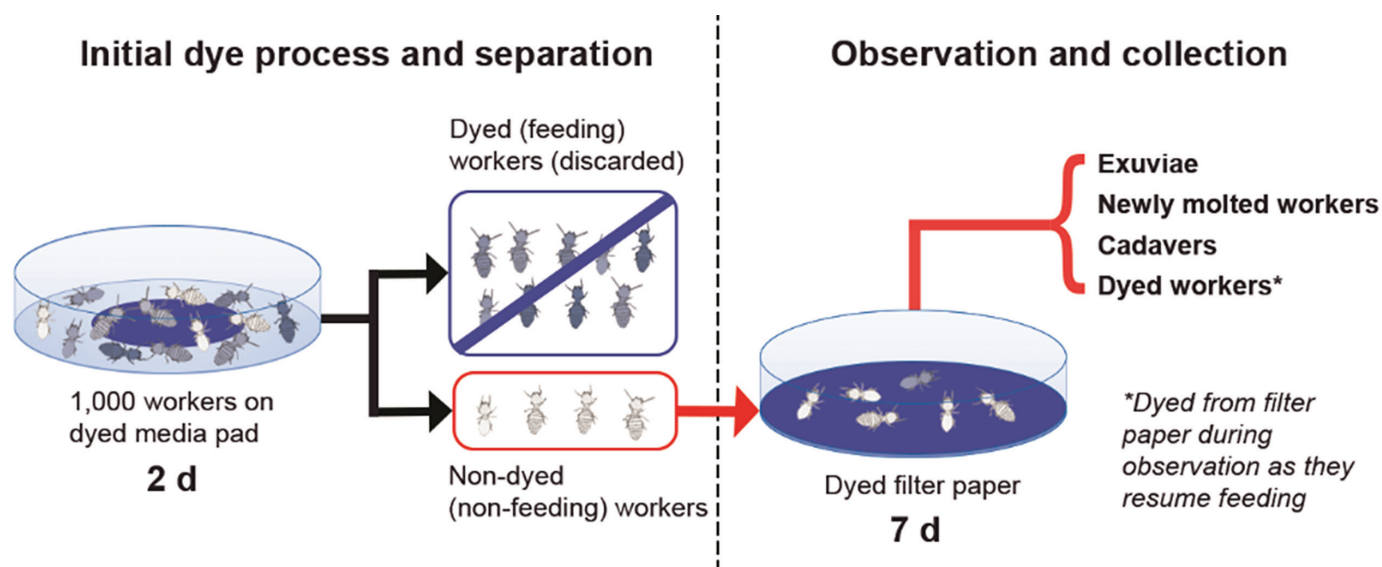 Initial dye process and separation
Observation and collection
Dyed (feeding)
workers (discarded)
1,000 workers on
dyed media pad
2 d
Non-dyed
(non-feeding) workers
Exuviae
Newly molted workers
Cadavers
Dyed workers*
Dyed filter paper
7 d
*Dyed from filter
paper during
observation as they
resume feeding